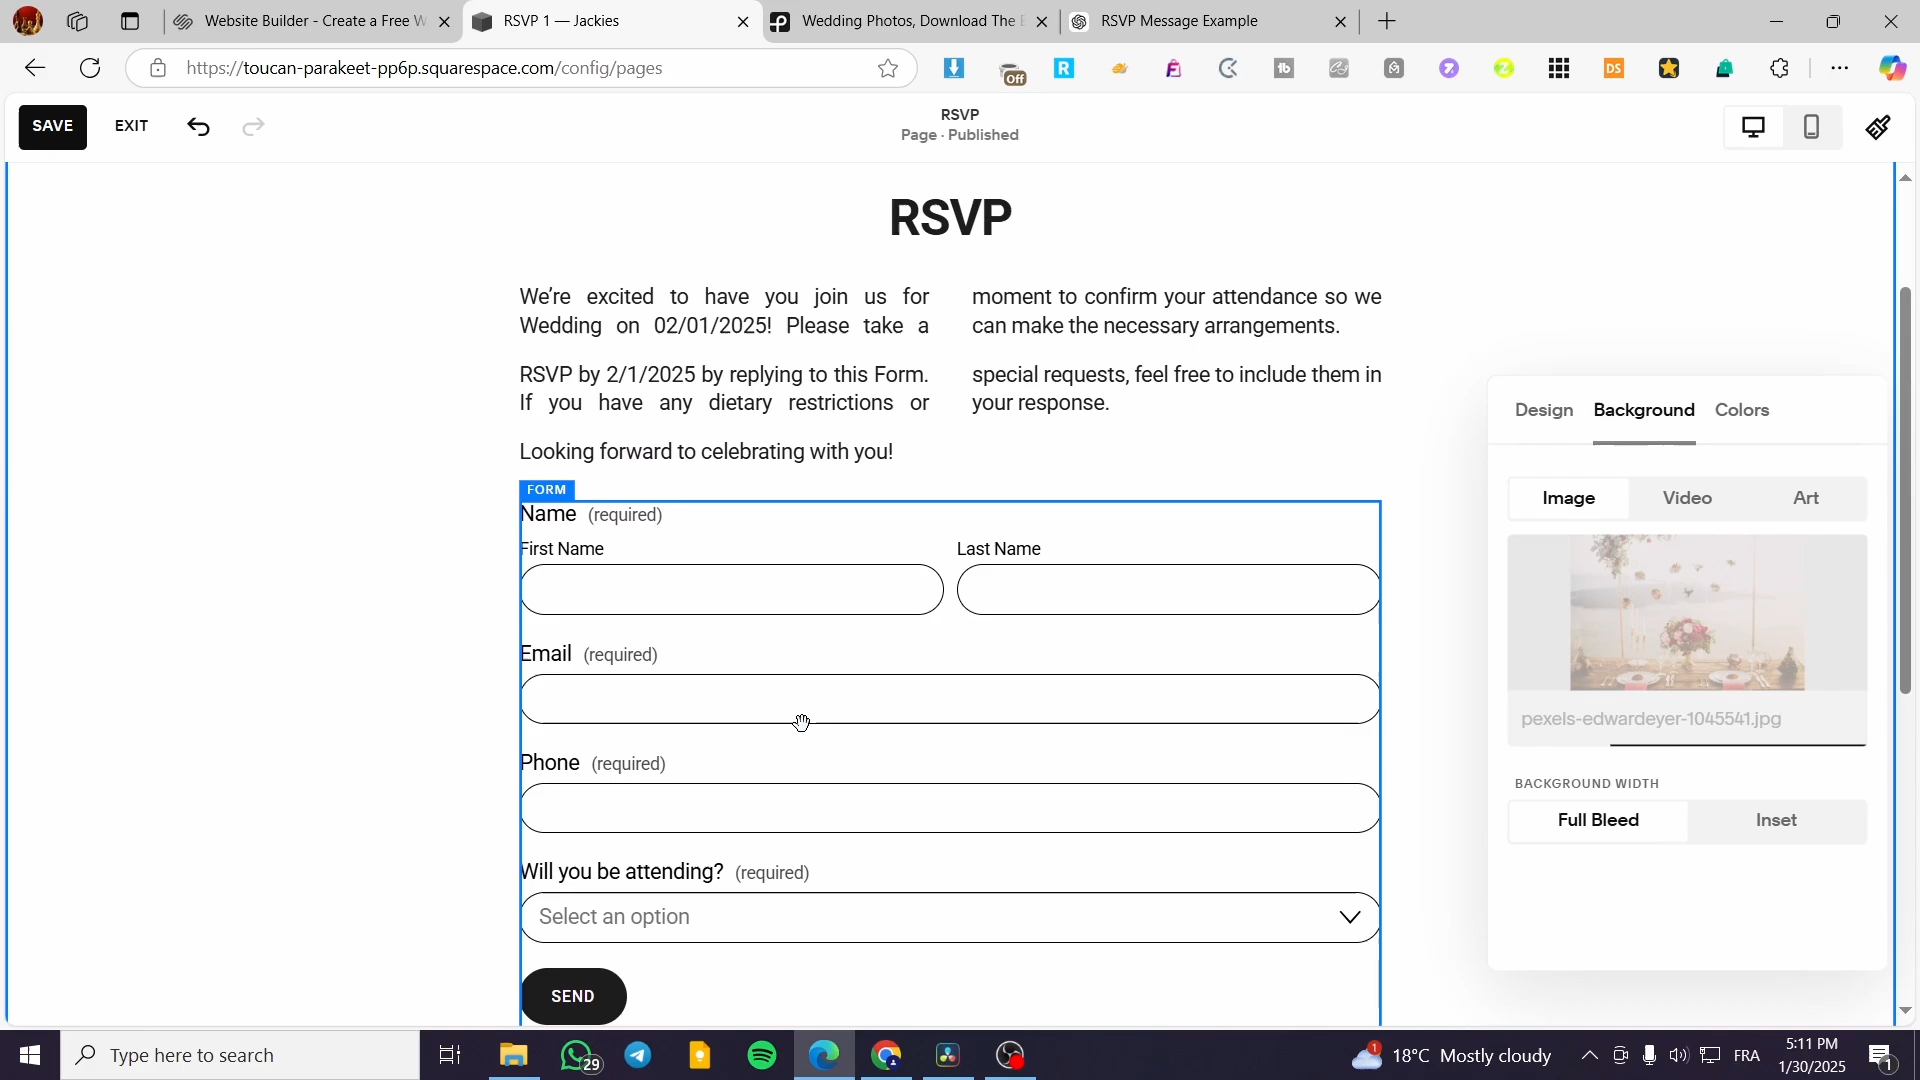 Website Builder - Create a Free W
RSVP 1 — Jackies
Wedding Photos, Download The
RSVP Message Example
https://toucan-parakeet-pp6p.squarespace.com/config/pages
Off
R
tb
DS
SAVE
EXIT
RSVP
Page · Published
RSVP
We’re excited to have you join us for
Wedding on 02/01/2025! Please take a
moment to confirm your attendance so we
can make the necessary arrangements.
RSVP by 2/1/2025 by replying to this Form.
If you have any dietary restrictions or
special requests, feel free to include them in
your response.
Looking forward to celebrating with you!
FORM
Name (required)
First Name
Last Name
Email (required)
Phone (required)
Will you be attending? (required)
Select an option
SEND
Design
Background
Colors
Image
Video
Art
pexels-edwardeyer-1045541.jpg
BACKGROUND WIDTH
Full Bleed
Inset
Type here to search
29
1
18°C Mostly cloudy
FRA
5:11 PM
1/30/2025
1